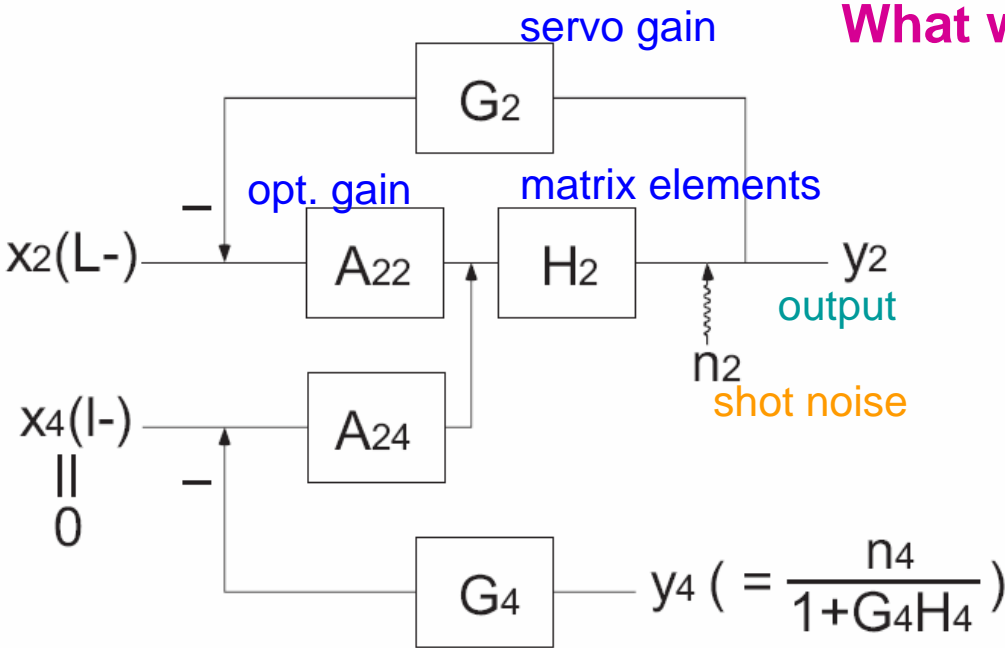 servo gain
What w
G2
opt. gain
matrix elements
x2(L-)
–
A22
H2
y2
output
n2
shot noise
x4(l-)
||
0
–
A24
G4
y4 ( = n4 / 1+G4H4 )